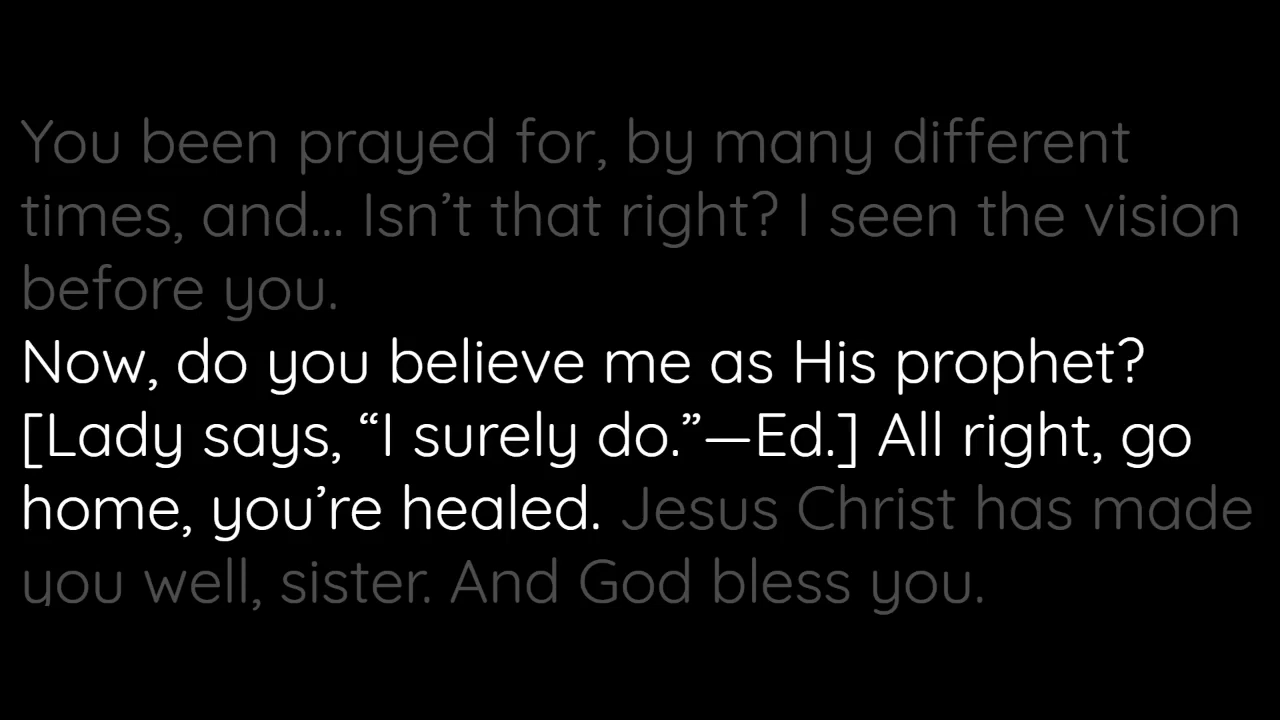 You been prayed for, by many different
times, and... Isn’t that right? I seen the vision
before you.
Now, do you believe me as His prophet?
[Lady says, “I surely do.”—Ed.] All right, go
home, you’re healed. Jesus Christ has made
you well, sister. And God bless you.